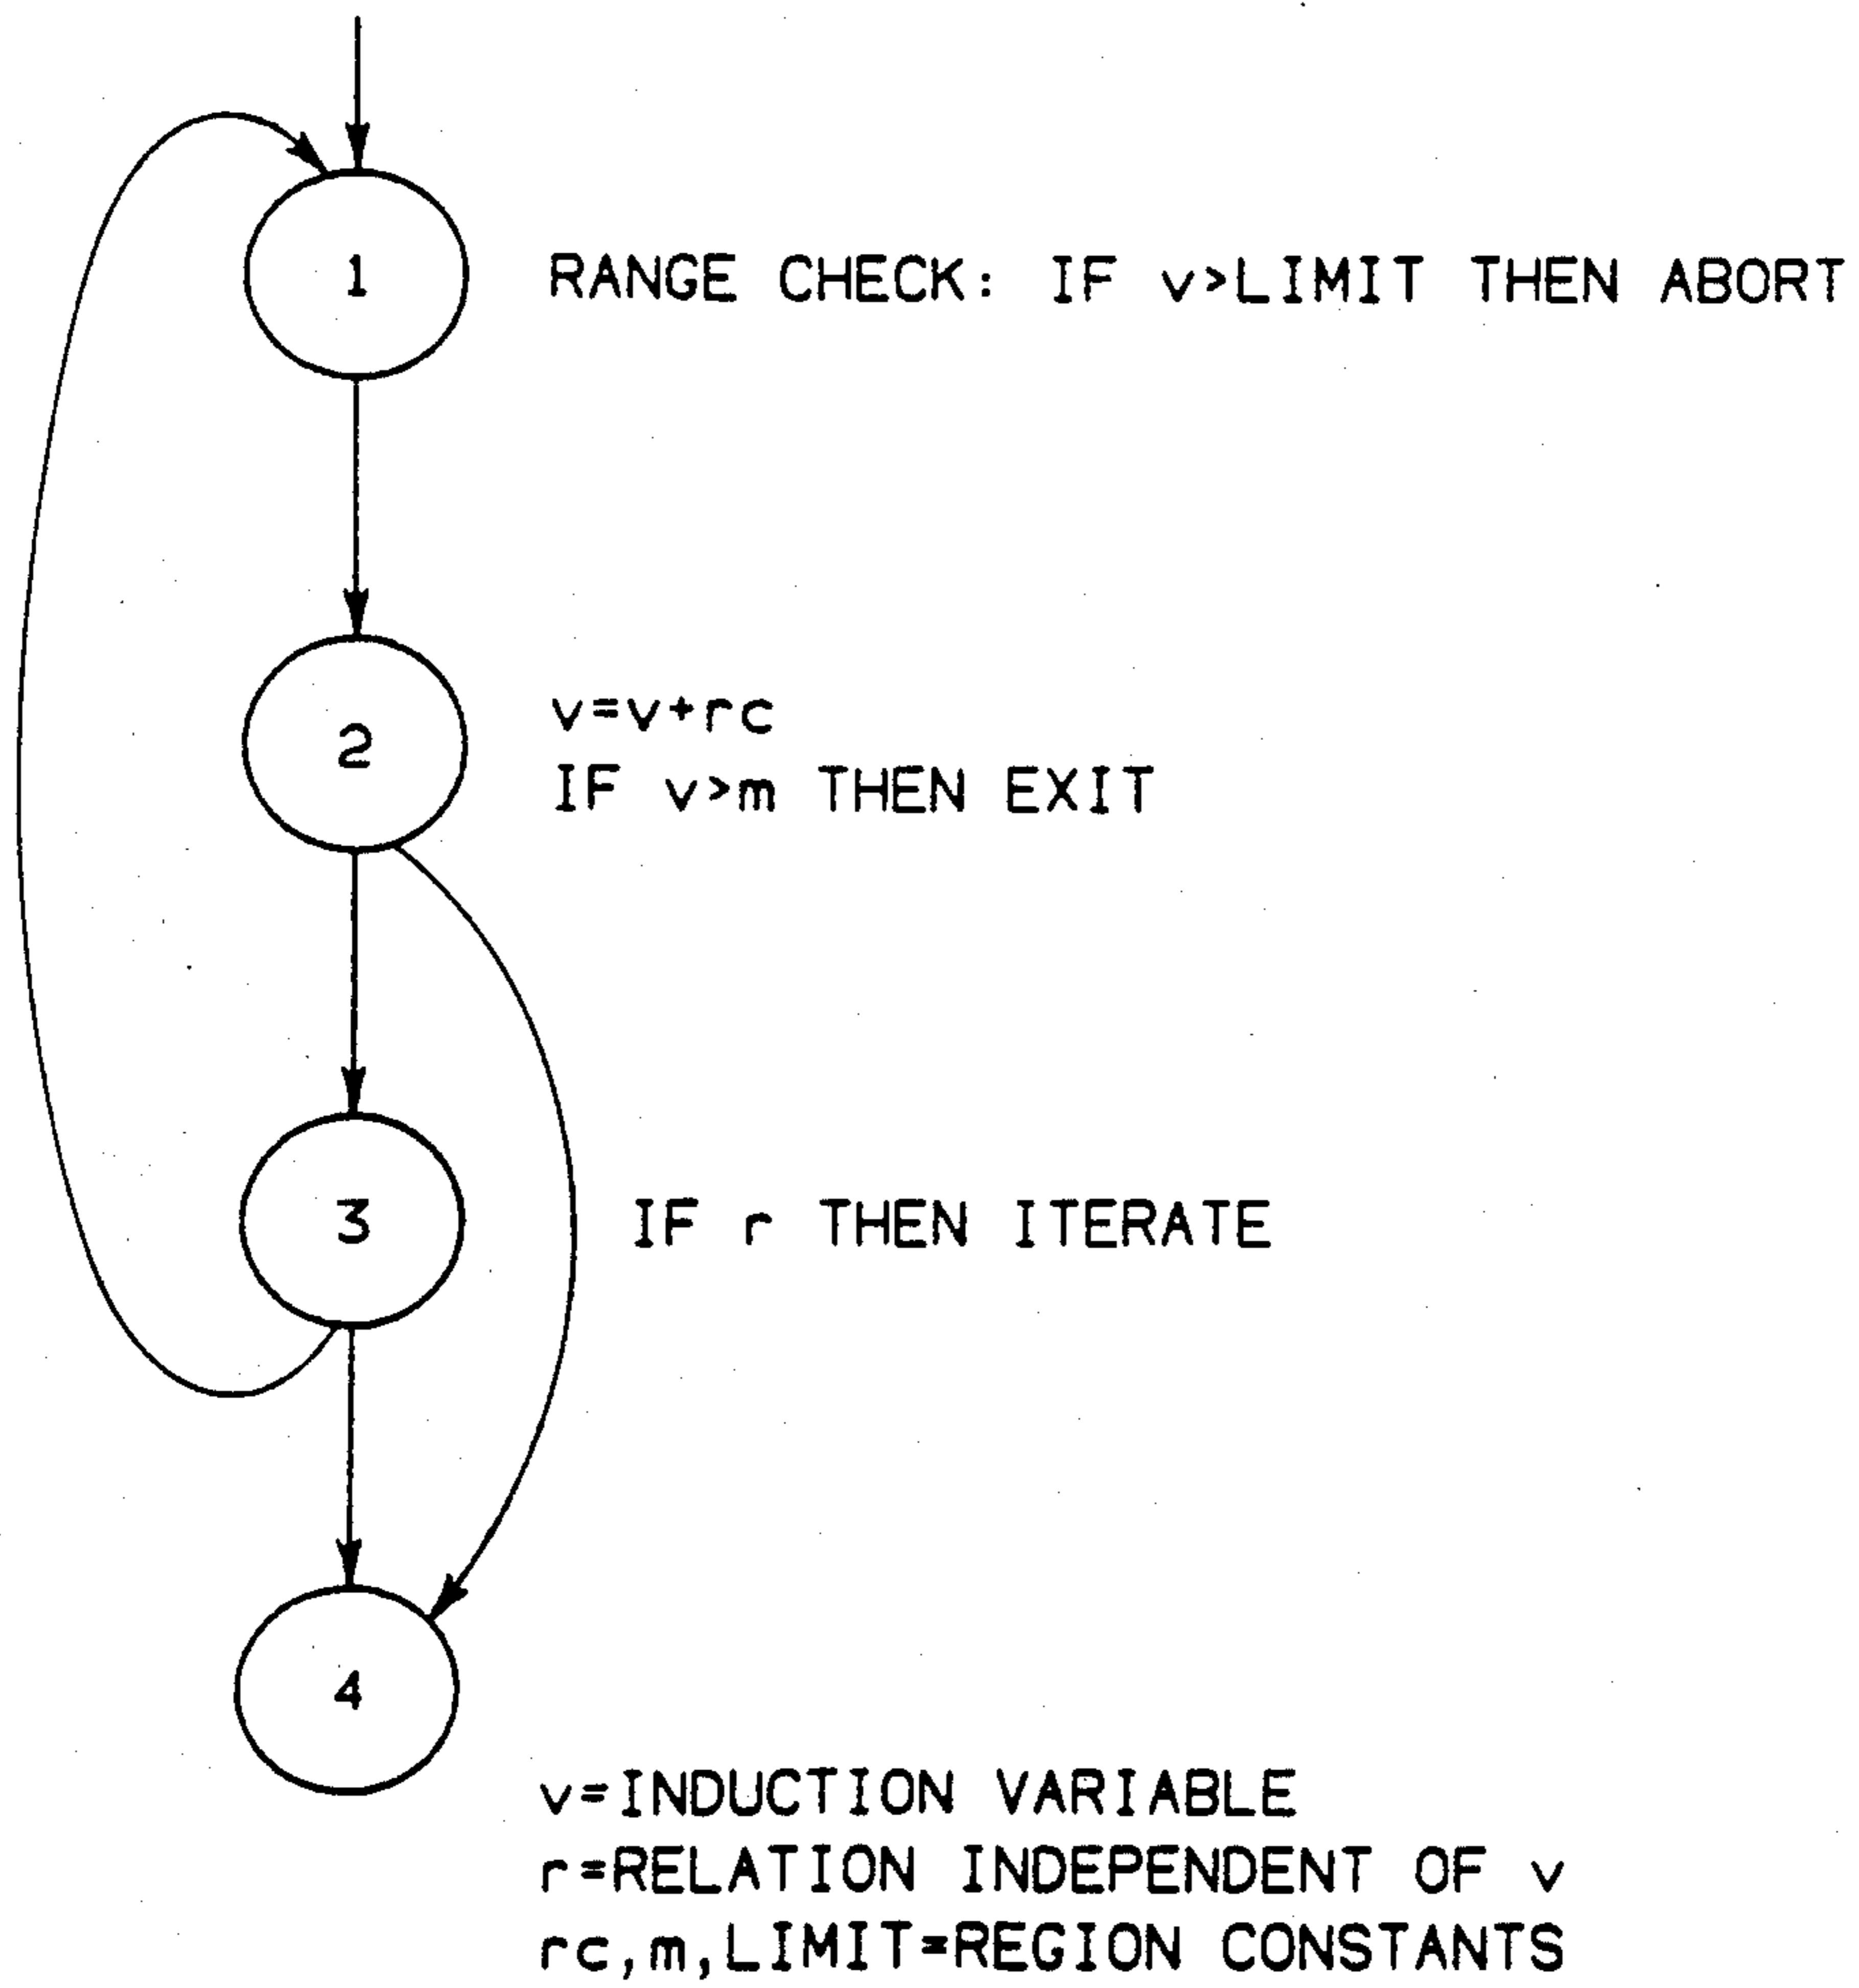 1
RANGE CHECK: IF v>LIMIT THEN ABORT
2
v=v+rc
IF v>m THEN EXIT
3
IF r THEN ITERATE
4
v=INDUCTION VARIABLE
r=RELATION INDEPENDENT OF v
rc,m,LIMIT=REGION CONSTANTS